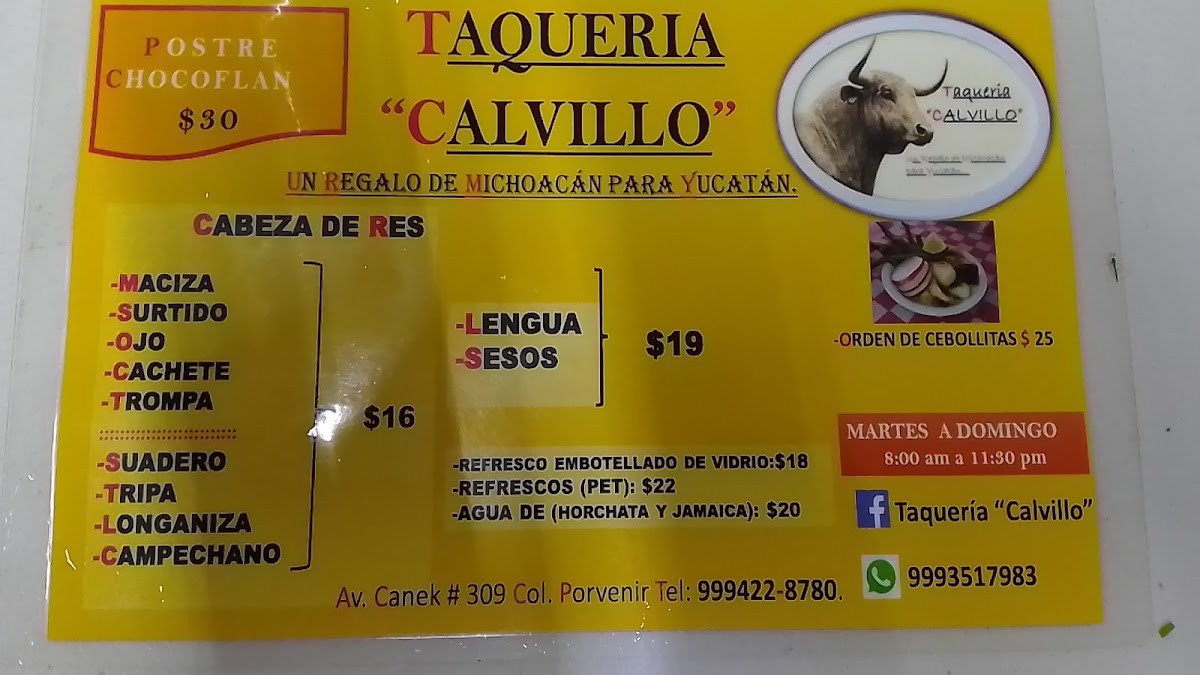 POSTRE
CHOCOFLAN
$30
TAQUERIA
“CALVILLO”
UN REGALO DE MICHOACÁN PARA YUCATÁN.
Taquería
“CALVILLO”
CABEZA DE RES
-MACIZA
-SURTIDO
-OJO
-CACHETE
-TROMPA
-SUADERO
-TRIPA
-LONGANIZA
-CAMPECHANO
$16
-LENGUA
-SESOS
$19
-REFRESCO EMBOTELLADO DE VIDRIO:$18
-REFRESCOS (PET): $22
-AGUA DE (HORCHATA Y JAMAICA): $20
-ORDEN DE CEBOLLITAS $ 25
MARTES A DOMINGO
8:00 am a 11:30 pm
f Taquería “Calvillo”
9993517983
Av. Canek # 309 Col. Porvenir Tel: 999422-8780.